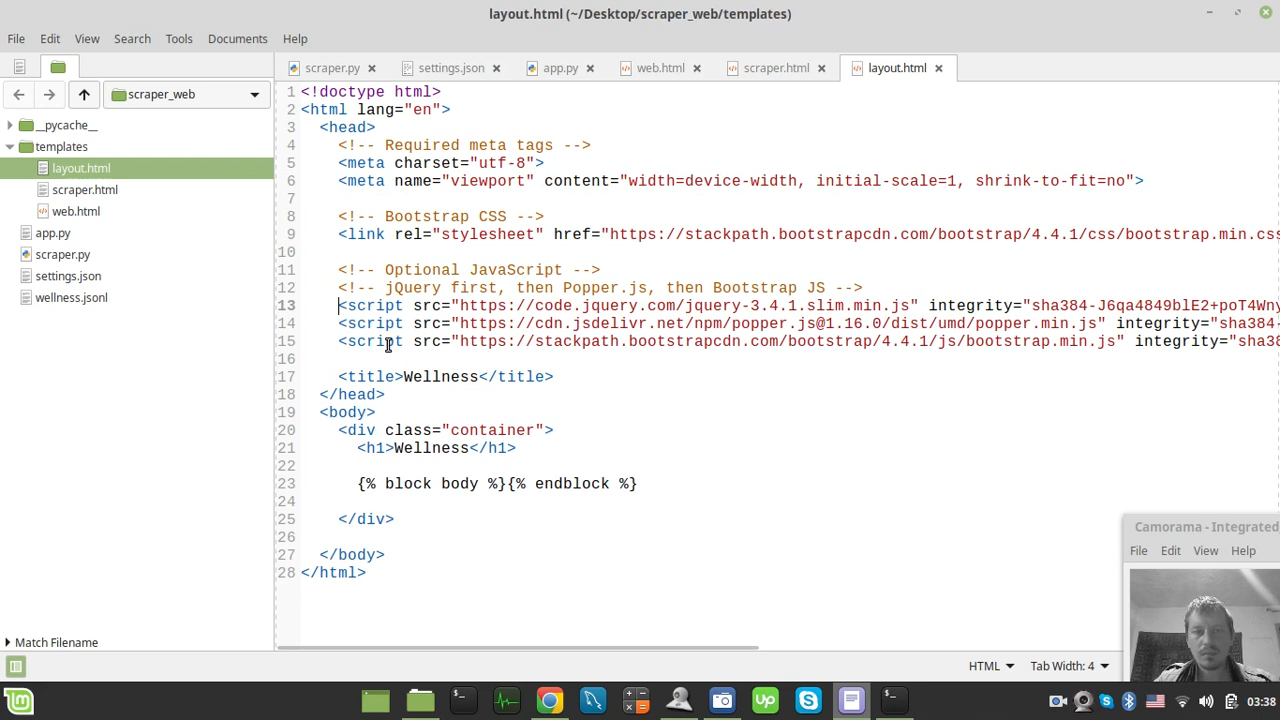 layout.html (~/Desktop/scraper_web/templates)
File Edit View Search Tools Documents Help
scraper.py settings.json app.py web.html scraper.html layout.html
scraper_web
__pycache__
templates
layout.html
scraper.html
web.html
app.py
scraper.py
settings.json
wellness.jsonl
Match Filename
1 <!doctype html>
2 <html lang="en">
3 <head>
4 <!-- Required meta tags -->
5 <meta charset="utf-8">
6 <meta name="viewport" content="width=device-width, initial-scale=1, shrink-to-fit=no">
7
8 <!-- Bootstrap CSS -->
9 <link rel="stylesheet" href="https://stackpath.bootstrapcdn.com/bootstrap/4.4.1/css/bootstrap.min.css
10
11 <!-- Optional JavaScript -->
12 <!-- jQuery first, then Popper.js, then Bootstrap JS -->
13 <script src="https://code.jquery.com/jquery-3.4.1.slim.min.js" integrity="sha384-J6qa4849blE2+poT4Wny
14 <script src="https://cdn.jsdelivr.net/npm/popper.js@1.16.0/dist/umd/popper.min.js" integrity="sha384-
15 <script src="https://stackpath.bootstrapcdn.com/bootstrap/4.4.1/js/bootstrap.min.js" integrity="sha38
16
17 <title>Wellness</title>
18 </head>
19 <body>
20 <div class="container">
21 <h1>Wellness</h1>
22
23 {% block body %}{% endblock %}
24
25 </div>
26
27 </body>
28 </html>
Camorama - Integrated
File Edit View Help
HTML Tab Width: 4
Up
03:38